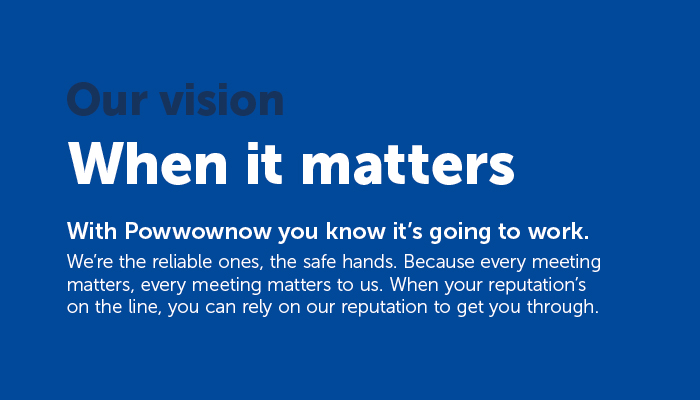 Our vision
When it matters
With Powwownow you know it’s going to work.
We’re the reliable ones, the safe hands. Because every meeting
matters, every meeting matters to us. When your reputation’s
on the line, you can rely on our reputation to get you through.